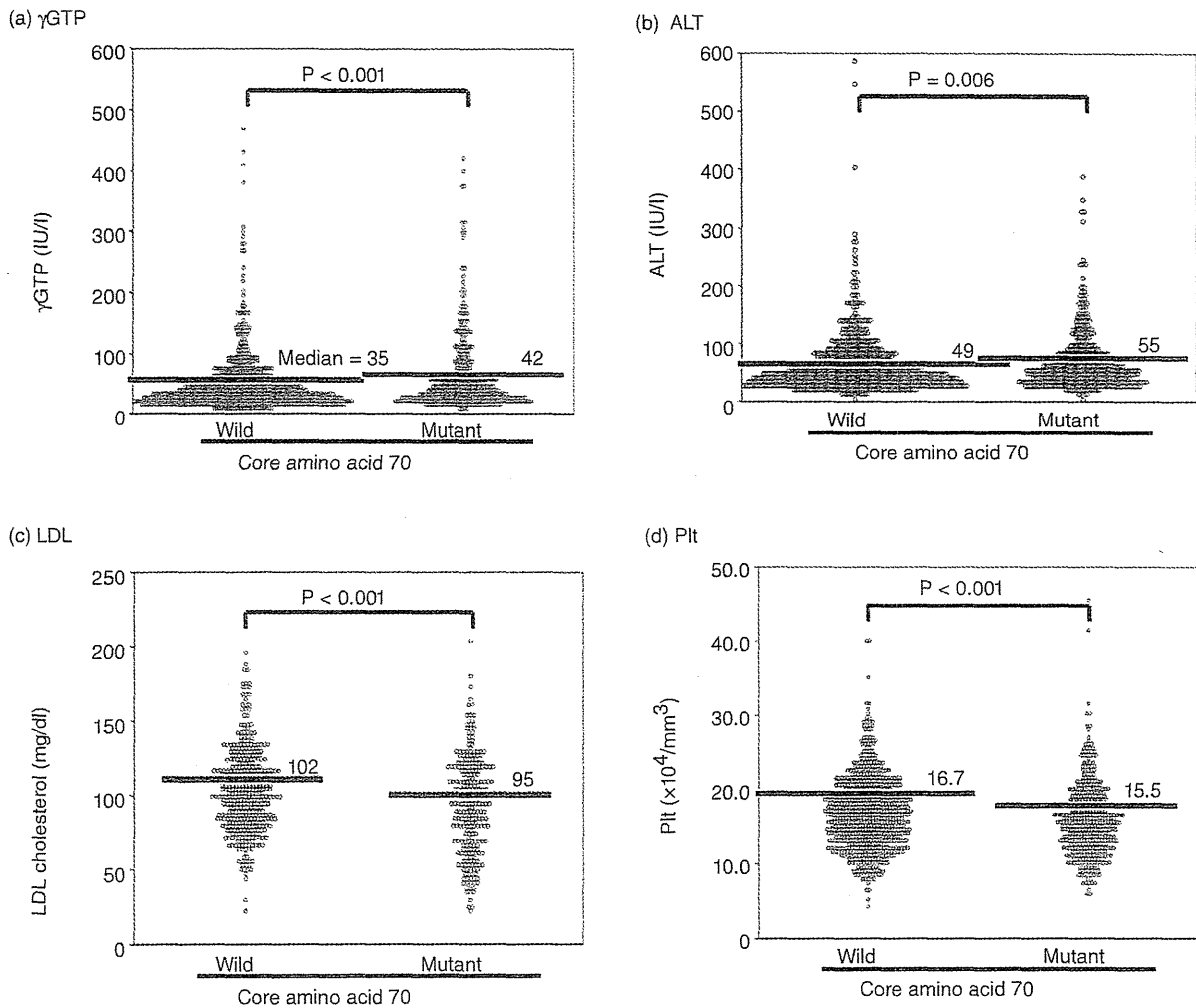 (a) γGTP
600
500
400
300
200
100
0
γGTP (IU/l)
P < 0.001
Median = 35
42
Wild
Mutant
Core amino acid 70
(b) ALT
600
500
400
300
200
100
0
ALT (IU/l)
P = 0.006
49
55
Wild
Mutant
Core amino acid 70
(c) LDL
250
200
150
100
50
0
LDL cholesterol (mg/dl)
P < 0.001
102
95
Wild
Mutant
Core amino acid 70
(d) Plt
50.0
40.0
30.0
20.0
10.0
0
Plt (×10⁴/mm³)
P < 0.001
16.7
15.5
Wild
Mutant
Core amino acid 70